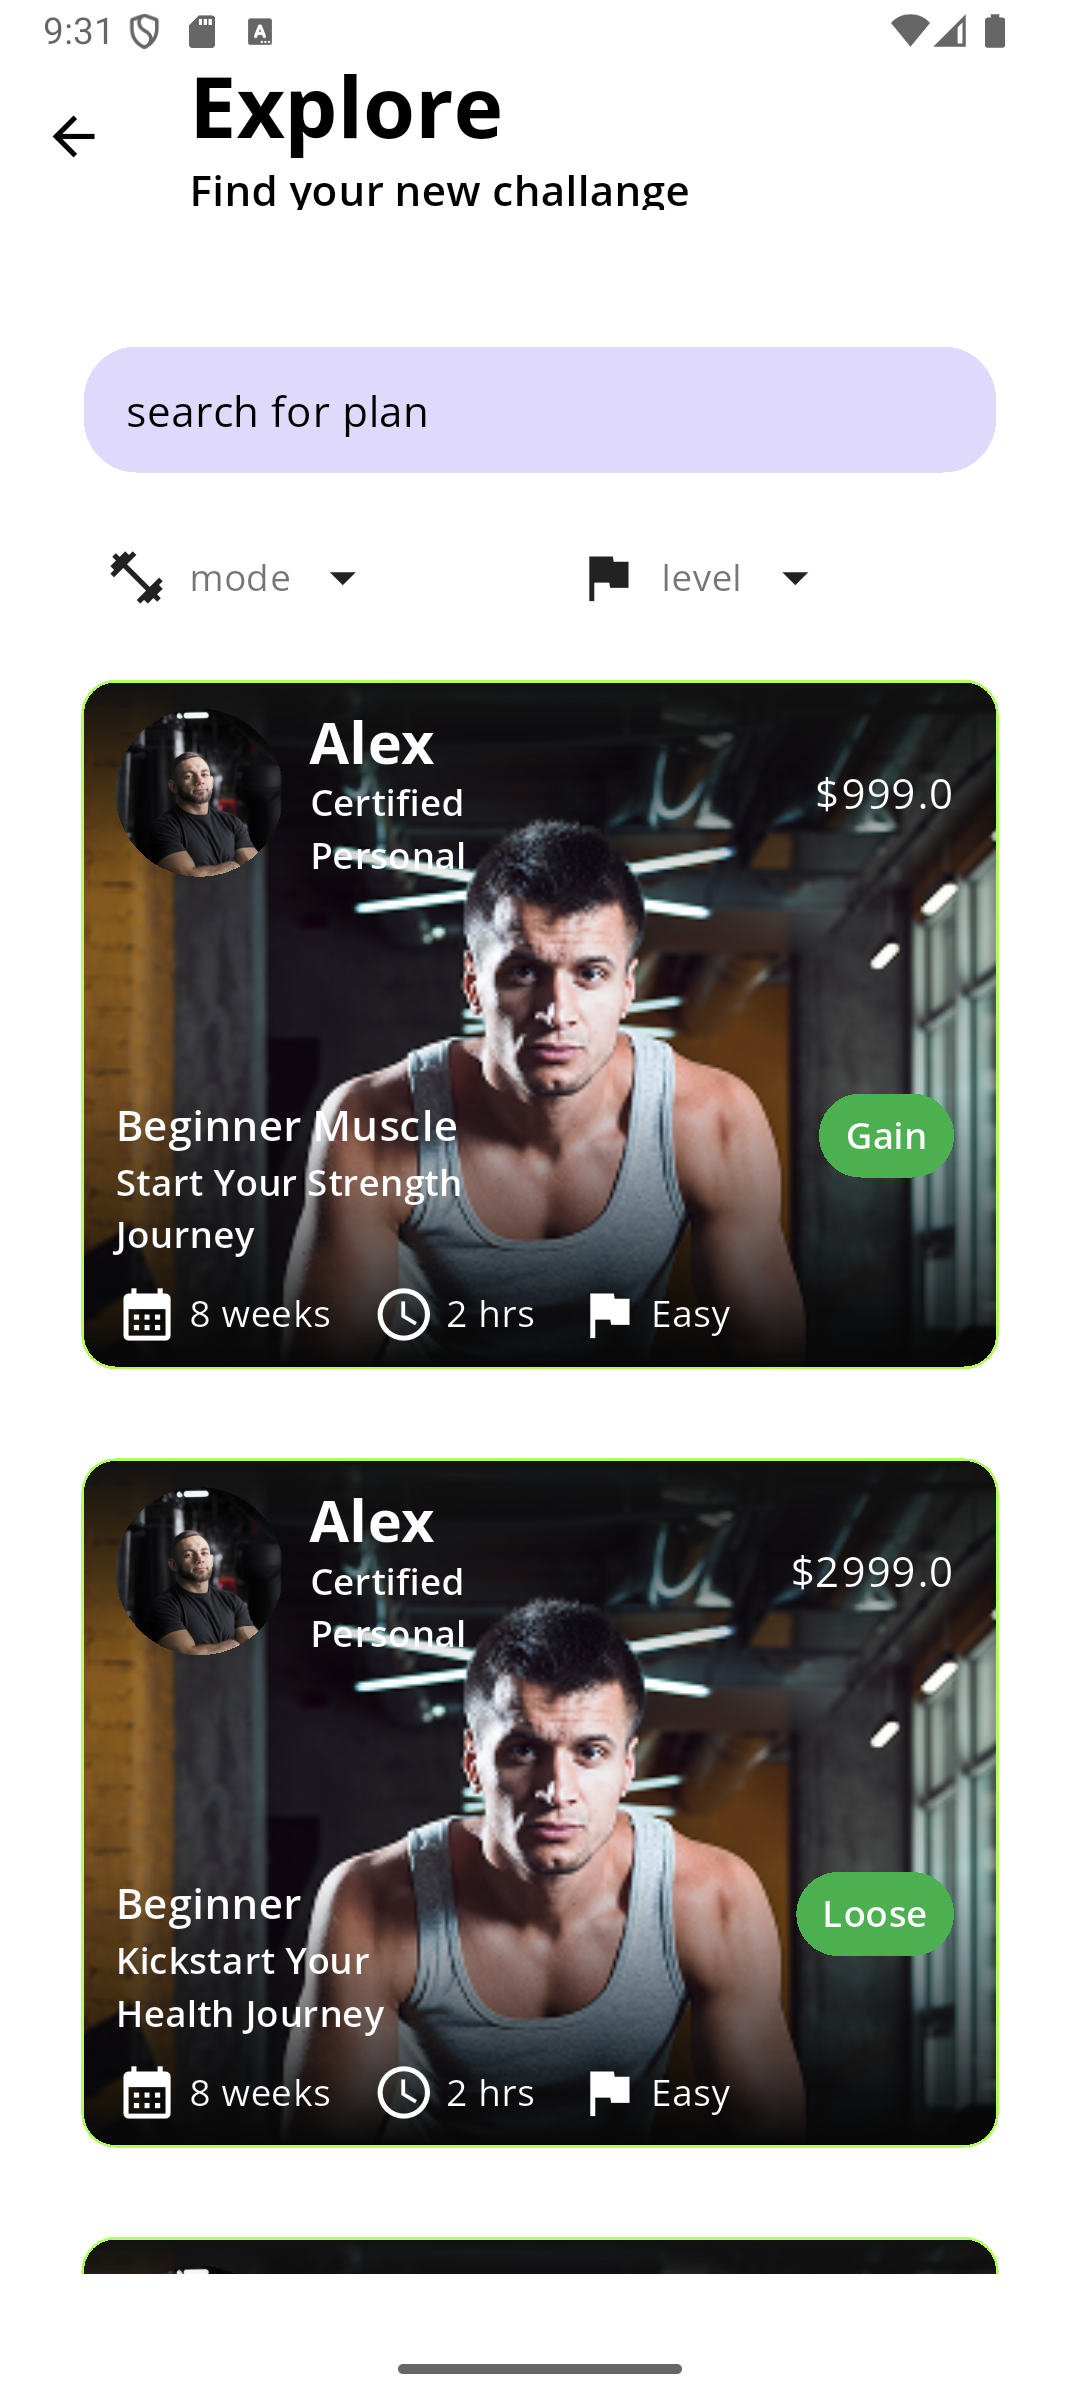 9:31
Explore
Find your new challange
search for plan
mode
level
Alex
Certified
Personal
$999.0
Beginner Muscle
Start Your Strength
Journey
Gain
8 weeks
2 hrs
Easy
Alex
Certified
Personal
$2999.0
Beginner
Kickstart Your
Health Journey
Loose
8 weeks
2 hrs
Easy